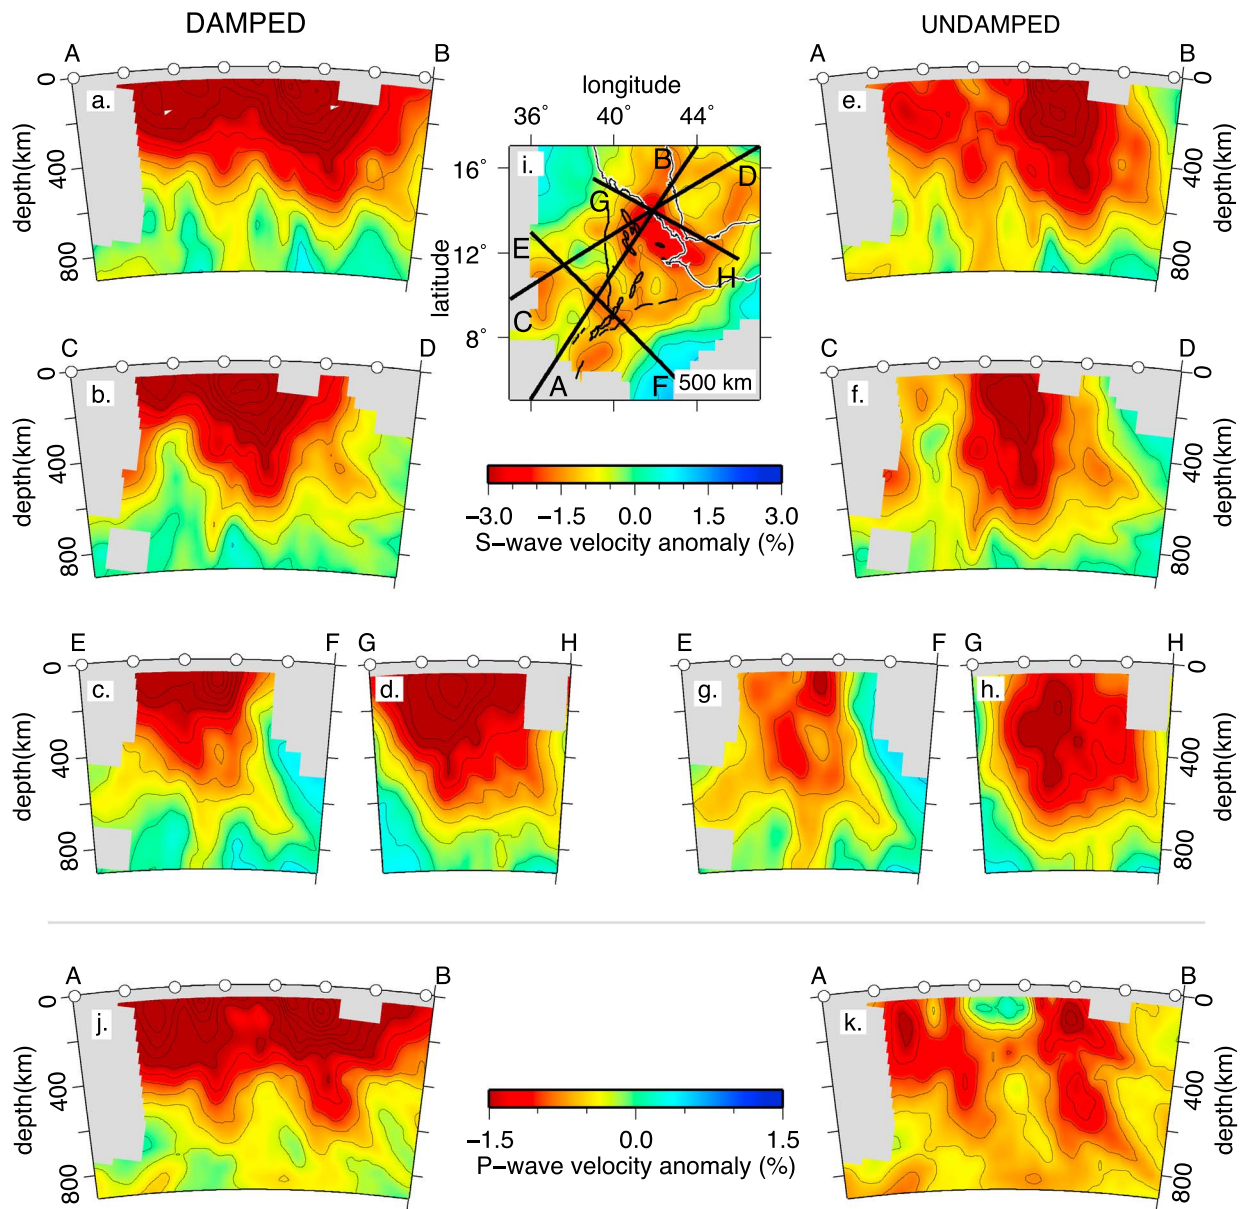 DAMPED
UNDAMPED
A B
0
400
800
depth(km)
a.
longitude
36° 40° 44°
16°
12°
8°
latitude
i.
A B C D E F G H
500 km
A B
e.
0
400
800
depth(km)
C D
0
400
800
depth(km)
b.
−3.0 −1.5 0.0 1.5 3.0
S−wave velocity anomaly (%)
C D
f.
0
400
800
depth(km)
E F
0
400
800
depth(km)
c.
G H
d.
E F
g.
G H
h.
0
400
800
depth(km)
A B
0
400
800
depth(km)
j.
−1.5 0.0 1.5
P−wave velocity anomaly (%)
A B
k.
0
400
800
depth(km)